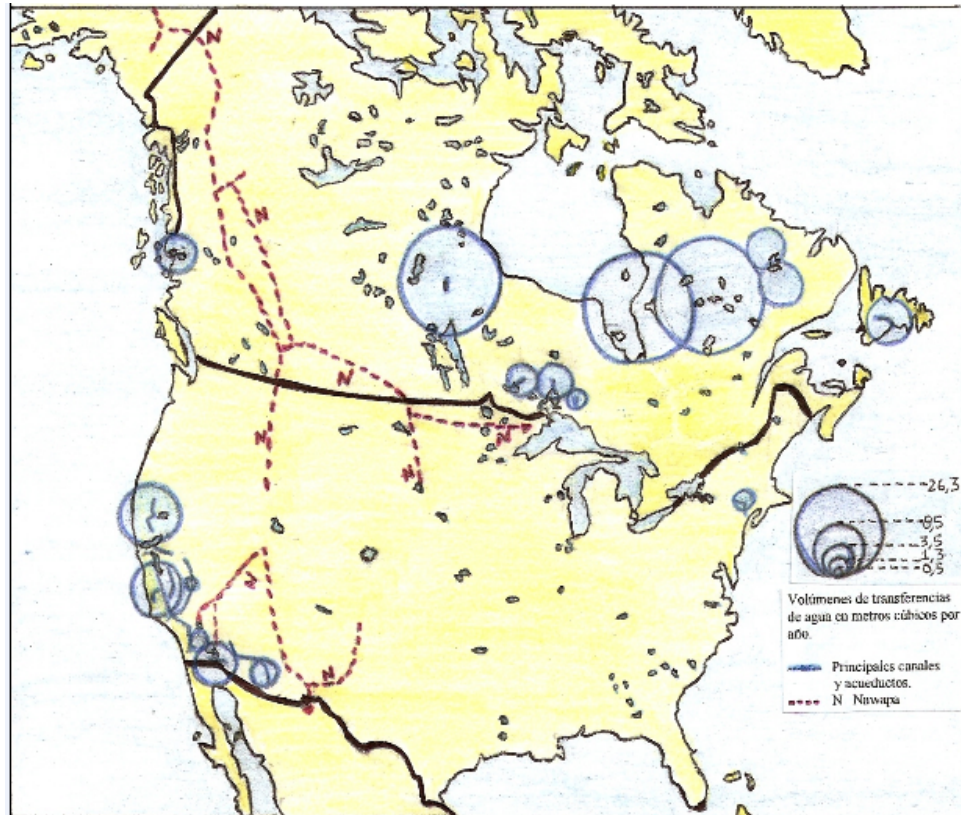 N
N
N
N
N
N
N
N
26,3
8,5
3,5
1,3
0,5
Volúmenes de transferencias
de agua en metros cúbicos por
año.
Principales canales
y acueductos.
N Nawapa